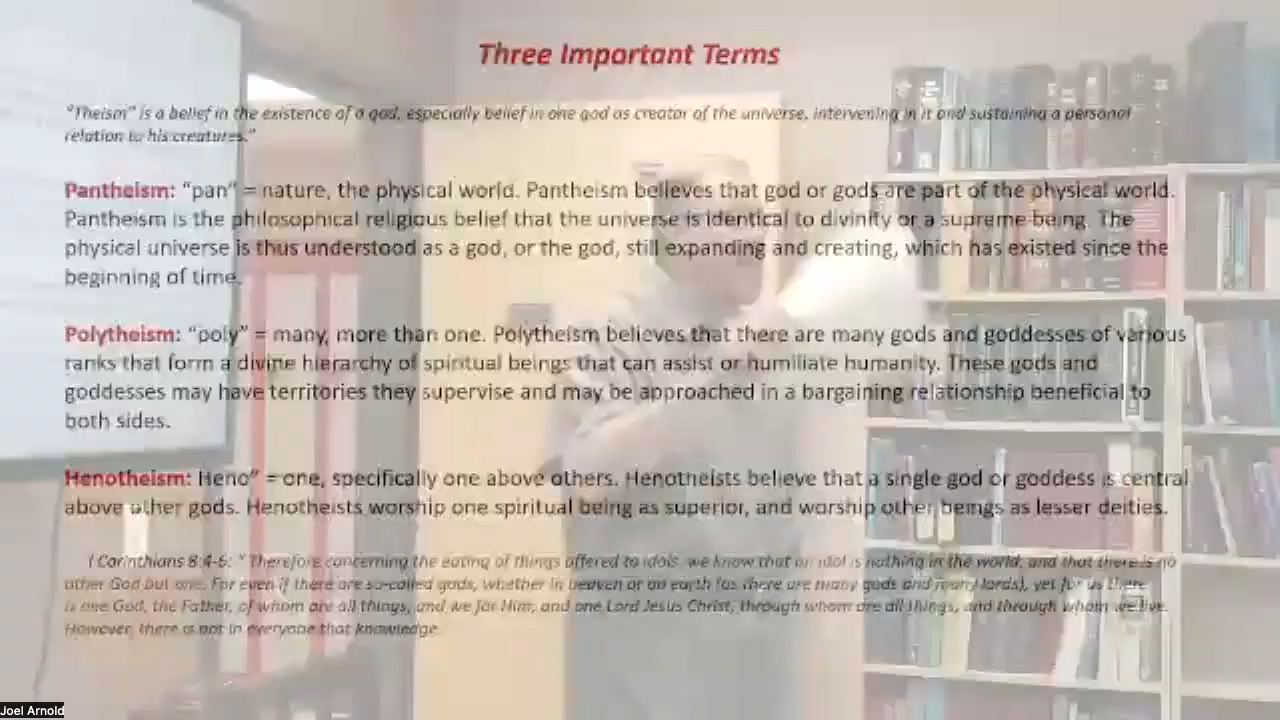 Three Important Terms
"Theism" is a belief in the existence of a god, especially belief in one god as creator of the universe, intervening in it and sustaining a personal
relation to his creatures."
Pantheism: "pan" = nature, the physical world. Pantheism believes that god or gods are part of the physical world.
Pantheism is the philosophical religious belief that the universe is identical to divinity or a supreme being. The
physical universe is thus understood as a god, or the god, still expanding and creating, which has existed since the
beginning of time.
Polytheism: "poly" = many, more than one. Polytheism believes that there are many gods and goddesses of various
ranks that form a divine hierarchy of spiritual beings that can assist or humiliate humanity. These gods and
goddesses may have territories they supervise and may be approached in a bargaining relationship beneficial to
both sides.
Henotheism: Heno" = one, specifically one above others. Henotheists believe that a single god or goddess is central
above other gods. Henotheists worship one spiritual being as superior, and worship other beings as lesser deities.
I Corinthians 8:4-6: " Therefore concerning the eating of things offered to idols, we know that an idol is nothing in the world, and that there is no
other God but one. For even if there are so-called gods, whether in heaven or on earth (as there are many gods and many lords), yet for us there
is one God, the Father, of whom are all things, and we for Him; and one Lord Jesus Christ, through whom are all things, and through whom we live.
However, there is not in everyone that knowledge.
Joel Arnold